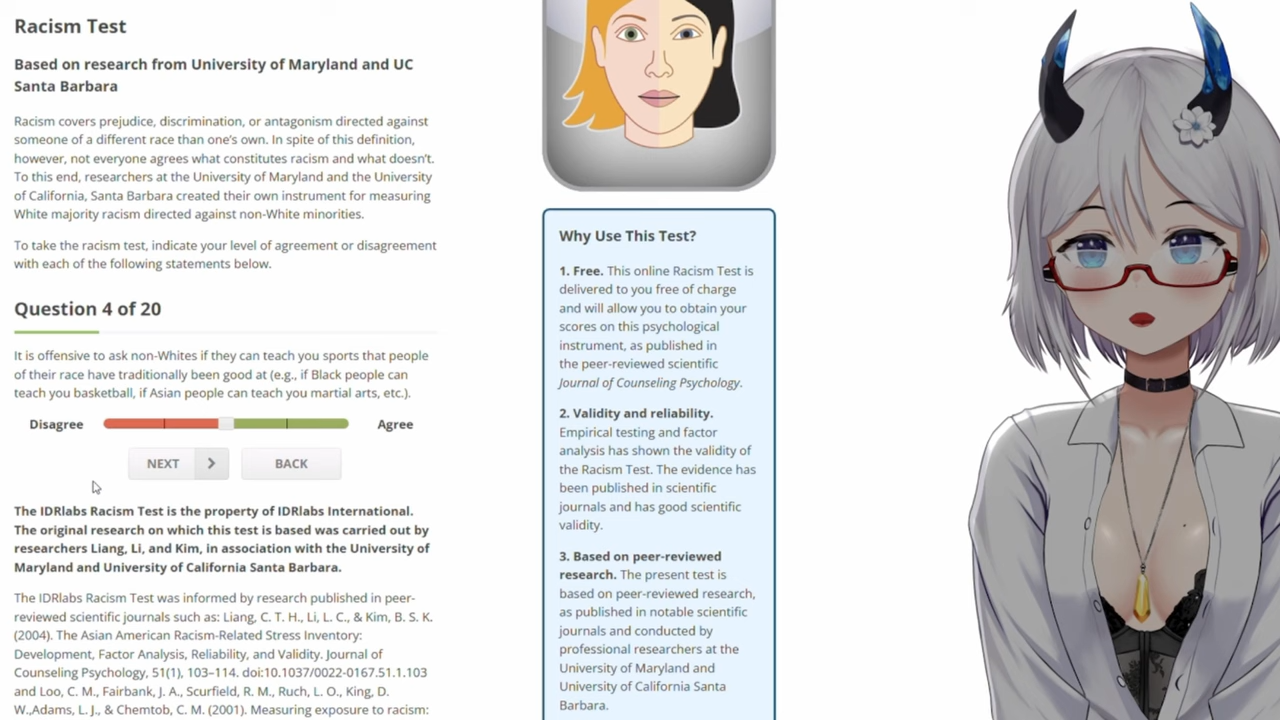 Racism Test
Based on research from University of Maryland and UC
Santa Barbara
Racism covers prejudice, discrimination, or antagonism directed against
someone of a different race than one's own. In spite of this definition,
however, not everyone agrees what constitutes racism and what doesn't.
To this end, researchers at the University of Maryland and the University
of California, Santa Barbara created their own instrument for measuring
White majority racism directed against non-White minorities.
To take the racism test, indicate your level of agreement or disagreement
with each of the following statements below.
Question 4 of 20
It is offensive to ask non-Whites if they can teach you sports that people
of their race have traditionally been good at (e.g., if Black people can
teach you basketball, if Asian people can teach you martial arts, etc.).
Disagree Agree
NEXT BACK
The IDRlabs Racism Test is the property of IDRlabs International.
The original research on which this test is based was carried out by
researchers Liang, Li, and Kim, in association with the University of
Maryland and University of California Santa Barbara.
The IDRlabs Racism Test was informed by research published in peer-
reviewed scientific journals such as: Liang, C. T. H., Li, L. C., & Kim, B. S. K.
(2004). The Asian American Racism-Related Stress Inventory:
Development, Factor Analysis, Reliability, and Validity. Journal of
Counseling Psychology, 51(1), 103–114. doi:10.1037/0022-0167.51.1.103
and Loo, C. M., Fairbank, J. A., Scurfield, R. M., Ruch, L. O., King, D.
W.,Adams, L. J., & Chemtob, C. M. (2001). Measuring exposure to racism:
Why Use This Test?
1. Free. This online Racism Test is
delivered to you free of charge
and will allow you to obtain your
scores on this psychological
instrument, as published in
the peer-reviewed scientific
Journal of Counseling Psychology.
2. Validity and reliability.
Empirical testing and factor
analysis has shown the validity of
the Racism Test. The evidence has
been published in scientific
journals and has good scientific
validity.
3. Based on peer-reviewed
research. The present test is
based on peer-reviewed research,
as published in notable scientific
journals and conducted by
professional researchers at the
University of Maryland and
University of California Santa
Barbara.